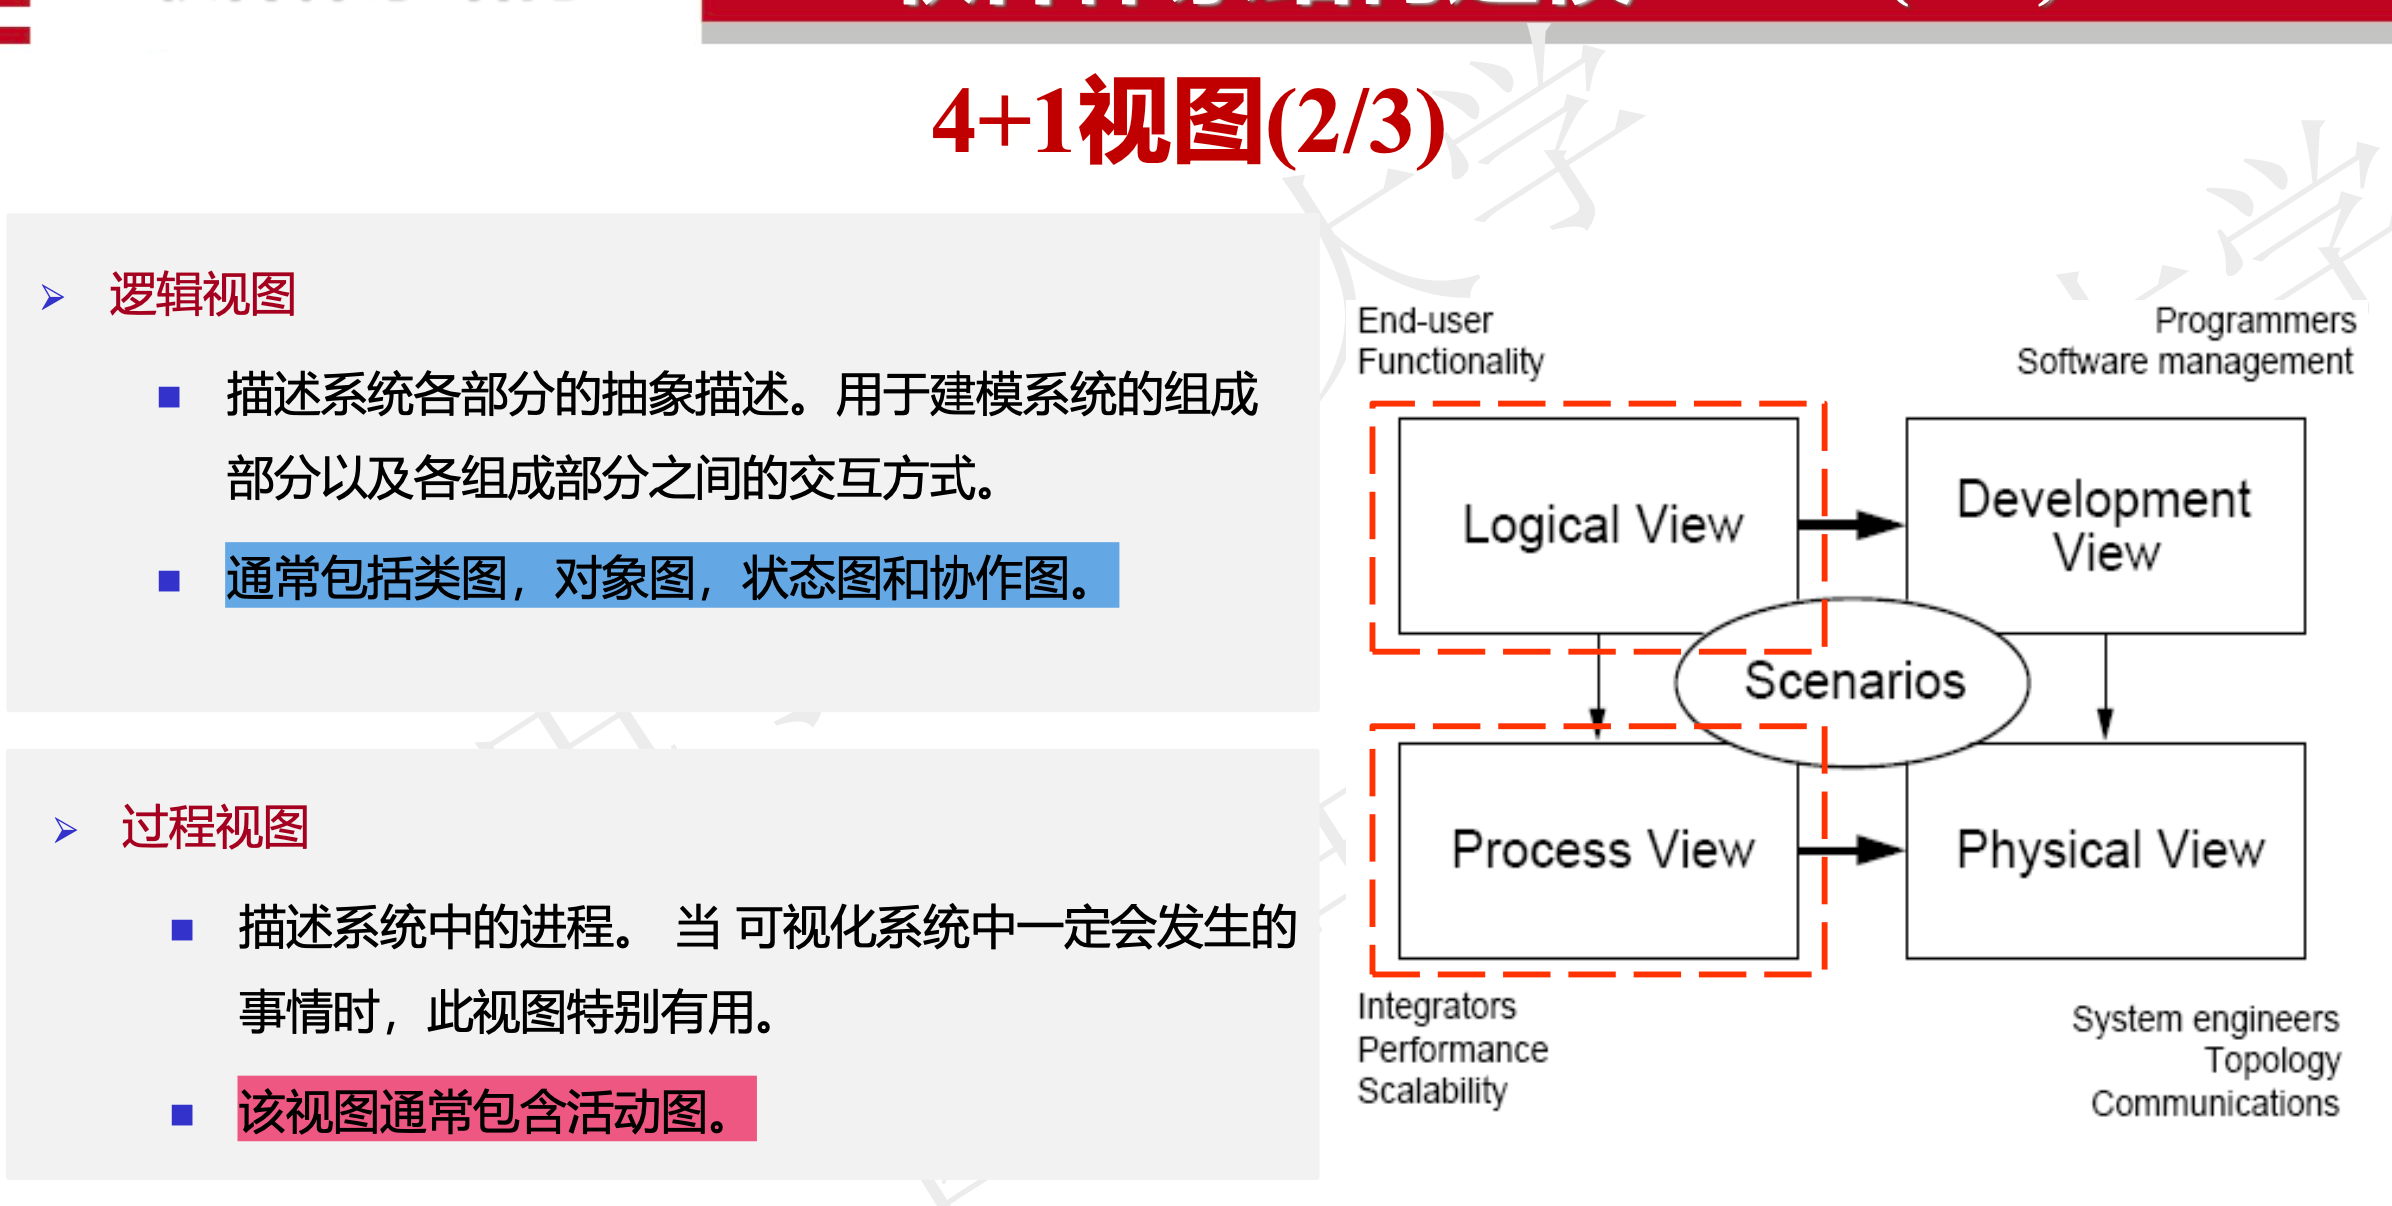 4+1视图(2/3)
逻辑视图
描述系统各部分的抽象描述。用于建模系统的组成
部分以及各组成部分之间的交互方式。
通常包括类图，对象图，状态图和协作图。
过程视图
描述系统中的进程。 当 可视化系统中一定会发生的
事情时，此视图特别有用。
该视图通常包含活动图。
End-user
Functionality
Programmers
Software management
Logical View
Development
View
Scenarios
Process View
Physical View
Integrators
Performance
Scalability
System engineers
Topology
Communications